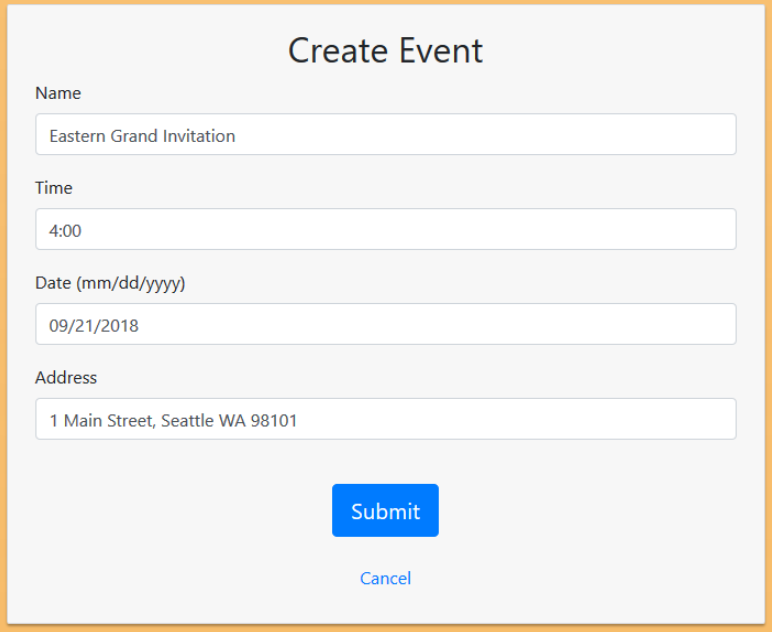 Create Event
Name
Eastern Grand Invitation
Time
4:00
Date (mm/dd/yyyy)
09/21/2018
Address
1 Main Street, Seattle WA 98101
Submit
Cancel